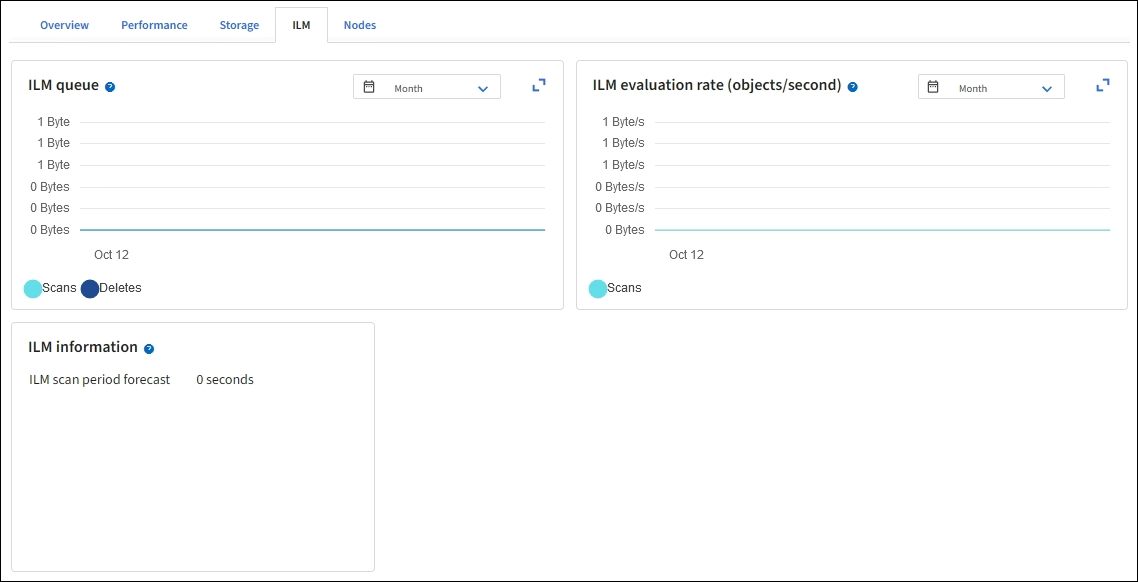 Overview Performance Storage ILM Nodes
ILM queue ?
Month
1 Byte
1 Byte
1 Byte
0 Bytes
0 Bytes
0 Bytes
Oct 12
Scans Deletes
ILM evaluation rate (objects/second) ?
Month
1 Byte/s
1 Byte/s
1 Byte/s
0 Bytes/s
0 Bytes/s
0 Bytes
Oct 12
Scans
ILM information ?
ILM scan period forecast 0 seconds